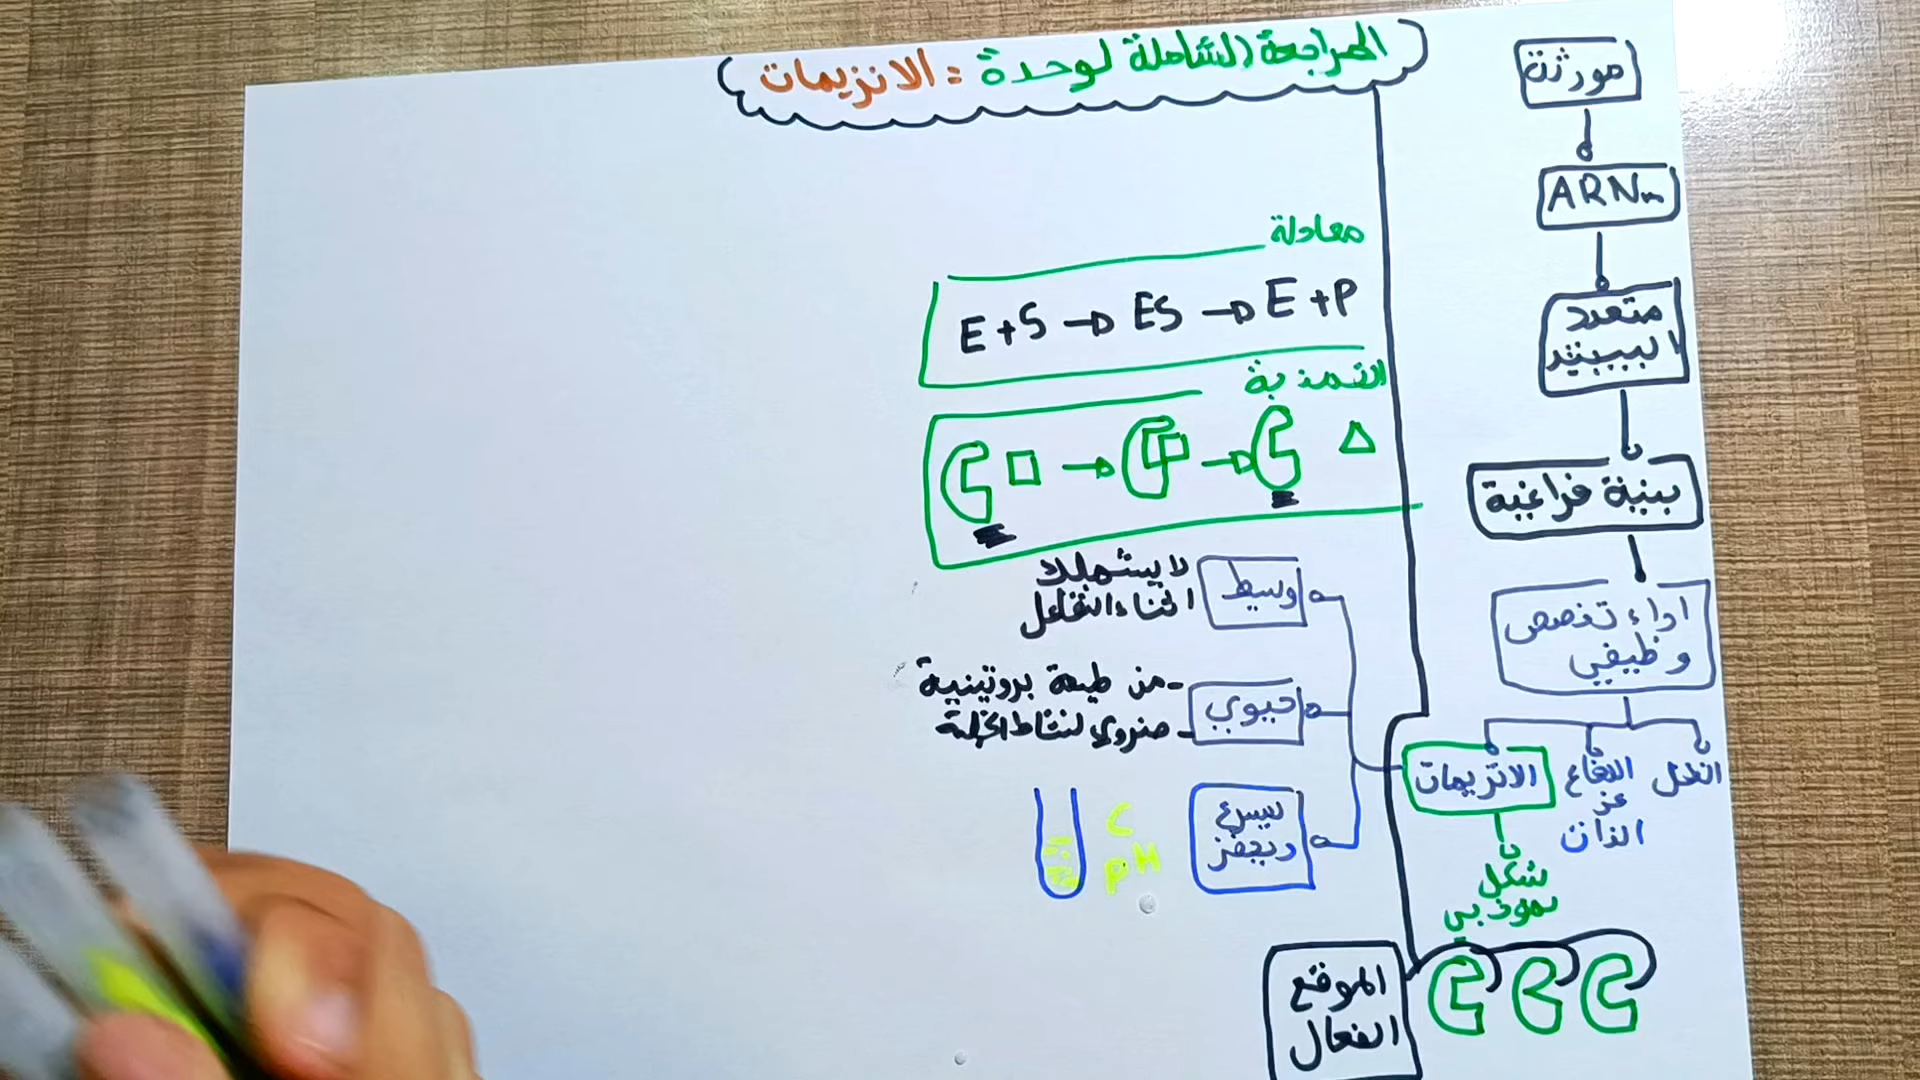 المراجعة الشاملة لوحدة : الانزيمات
مورثة
ARNm
متعدد
الببتيد
بنية فراغية
اداء تخصص
وظيفي
النقل
الدفاع
عن
الذات
الانزيمات
شكل
نموذجي
الموقع
الفعال
معادلة
E + S → ES → E + P
النمذجة
وسيط
لا يستهلك
اثناء التفاعل
حيوي
- من طبيعة بروتينية
- ضروري لنشاط الخلية
يسرع
ويحفز
C
pH